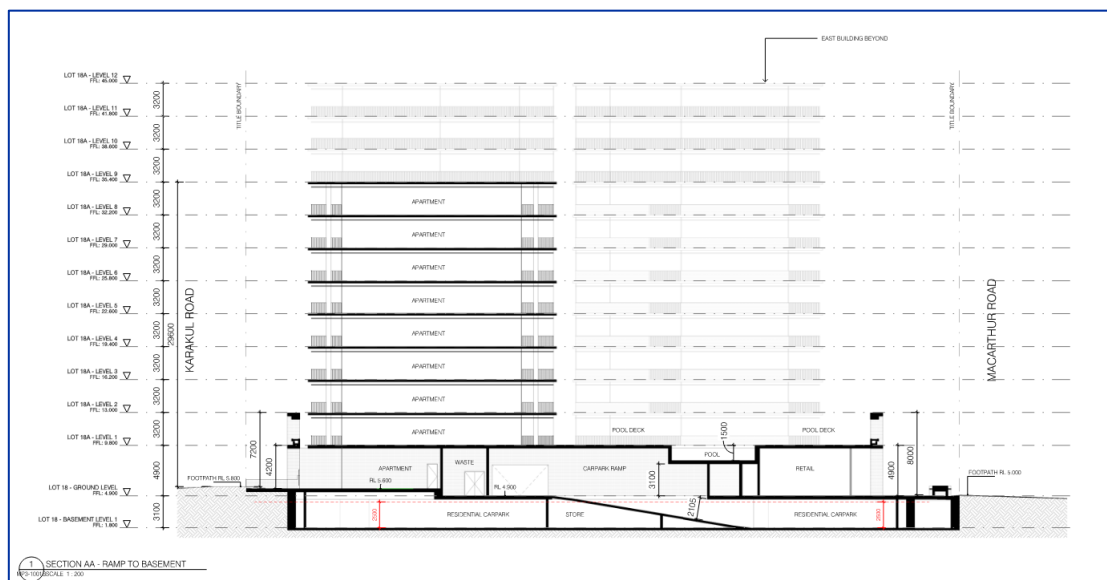 EAST BUILDING BEYOND
LOT 18A - LEVEL 12
FFL: 45.000
TITLE BOUNDARY
TITLE BOUNDARY
3200
LOT 18A - LEVEL 11
FFL: 41.800
3200
LOT 18A - LEVEL 10
FFL: 38.600
3200
LOT 18A - LEVEL 9
FFL: 35.400
3200
APARTMENT
LOT 18A - LEVEL 8
FFL: 32.200
3200
APARTMENT
LOT 18A - LEVEL 7
FFL: 29.000
3200
APARTMENT
LOT 18A - LEVEL 6
FFL: 25.800
3200
APARTMENT
LOT 18A - LEVEL 5
FFL: 22.600
3200
29600
KARAKUL ROAD
MACARTHUR ROAD
APARTMENT
LOT 18A - LEVEL 4
FFL: 19.400
3200
APARTMENT
LOT 18A - LEVEL 3
FFL: 16.200
3200
APARTMENT
LOT 18A - LEVEL 2
FFL: 13.000
3200
APARTMENT
POOL DECK
1500
POOL DECK
LOT 18A - LEVEL 1
FFL: 9.800
7200
8000
POOL
4200
4900
APARTMENT
WASTE
CARPARK RAMP
3100
RETAIL
4900
FOOTPATH RL 5.800
FOOTPATH RL 5.000
RL 5.600
RL 4.900
LOT 18 - GROUND LEVEL
FFL: 4.900
3100
RESIDENTIAL CARPARK
STORE
2105
RESIDENTIAL CARPARK
LOT 18 - BASEMENT LEVEL 1
FFL: 1.800
1
SECTION AA - RAMP TO BASEMENT
SCALE: 1 : 200